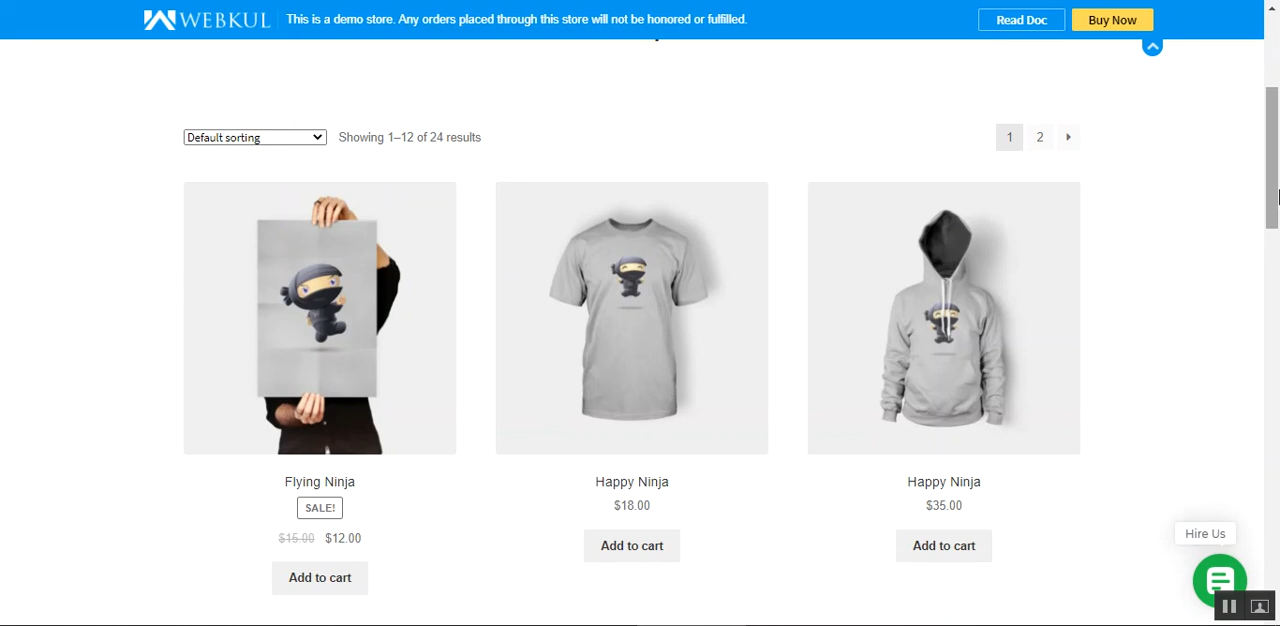 WEBKUL This is a demo store. Any orders placed through this store will not be honored or fulfilled. Read Doc Buy Now
Default sorting Showing 1–12 of 24 results 1 2
Flying Ninja Happy Ninja Happy Ninja
SALE! $18.00 $35.00
$15.00 $12.00 Add to cart Add to cart
Add to cart
Hire Us